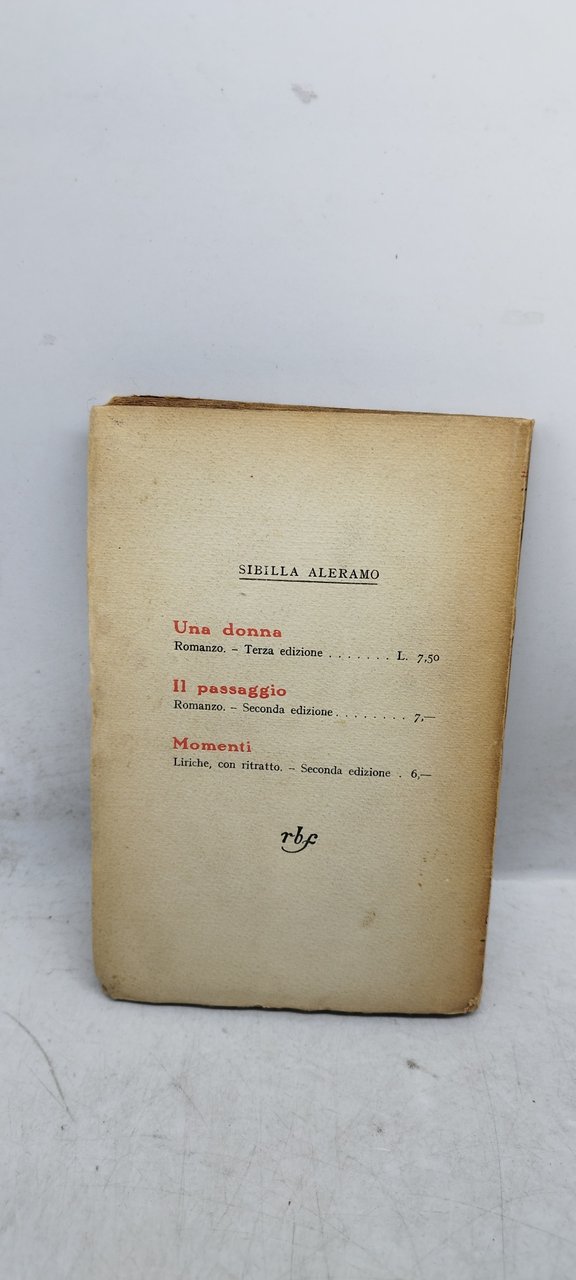 SIBILLA ALERAMO
Una donna
Romanzo. – Terza edizione . . . . . . . L. 7,50
Il passaggio
Romanzo. – Seconda edizione . . . . . . . . 7,—
Momenti
Liriche, con ritratto. – Seconda edizione . 6,—
rbf